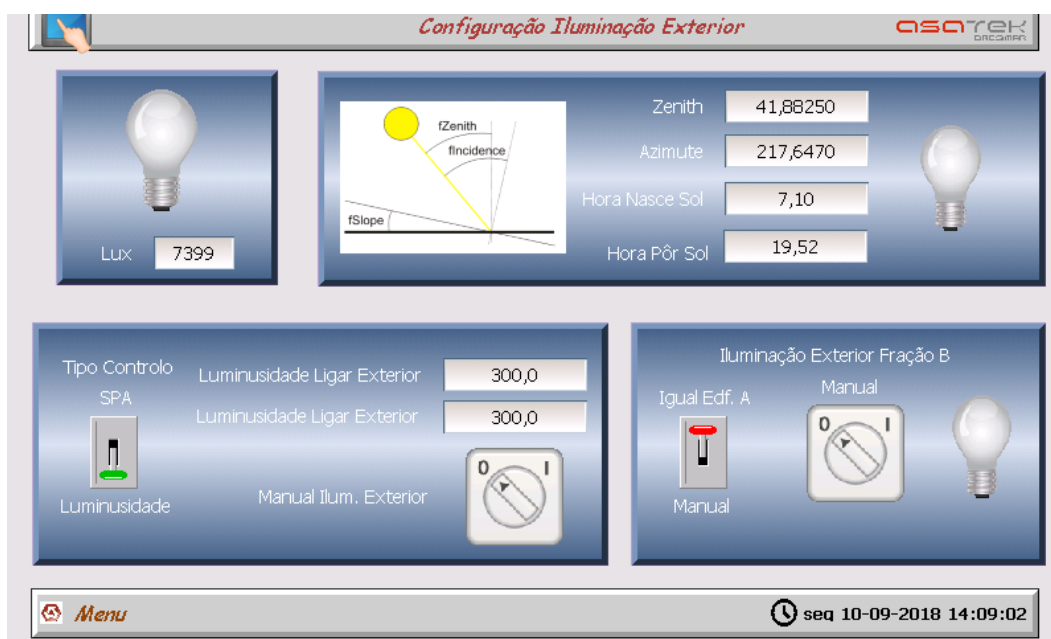 Configuração Iluminação Exterior
asatek
DACSIMAR
Lux
7399
fZenith
fIncidence
fSlope
Zenith
41,88250
Azimute
217,6470
Hora Nasce Sol
7,10
Hora Pôr Sol
19,52
Tipo Controlo
SPA
Luminusidade
Luminusidade Ligar Exterior
300,0
Luminusidade Ligar Exterior
300,0
Manual Ilum. Exterior
0 I
Iluminação Exterior Fração B
Igual Edf. A
Manual
Manual
0 I
Menu
seg 10-09-2018 14:09:02